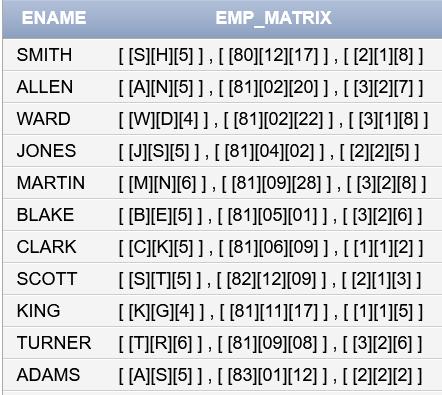 ENAME EMP_MATRIX
SMITH [ [S][H][5] ] , [ [80][12][17] ] , [ [2][1][8] ]
ALLEN [ [A][N][5] ] , [ [81][02][20] ] , [ [3][2][7] ]
WARD [ [W][D][4] ] , [ [81][02][22] ] , [ [3][1][8] ]
JONES [ [J][S][5] ] , [ [81][04][02] ] , [ [2][2][5] ]
MARTIN [ [M][N][6] ] , [ [81][09][28] ] , [ [3][2][8] ]
BLAKE [ [B][E][5] ] , [ [81][05][01] ] , [ [3][2][6] ]
CLARK [ [C][K][5] ] , [ [81][06][09] ] , [ [1][1][2] ]
SCOTT [ [S][T][5] ] , [ [82][12][09] ] , [ [2][1][3] ]
KING [ [K][G][4] ] , [ [81][11][17] ] , [ [1][1][5] ]
TURNER [ [T][R][6] ] , [ [81][09][08] ] , [ [3][2][6] ]
ADAMS [ [A][S][5] ] , [ [83][01][12] ] , [ [2][2][2] ]